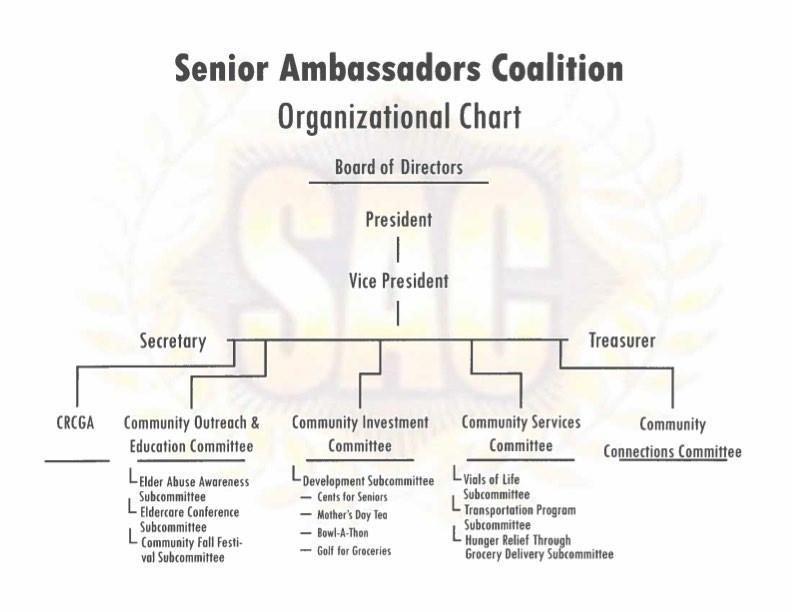 Senior Ambassadors Coalition
Organizational Chart
Board of Directors
President
Vice President
Secretary
Treasurer
CRCGA
Community Outreach &
Education Committee
Elder Abuse Awareness
Subcommittee
Eldercare Conference
Subcommittee
Community Fall Festi-
val Subcommittee
Community Investment
Committee
Development Subcommittee
— Cents for Seniors
— Mother's Day Tea
— Bowl-A-Thon
— Golf for Groceries
Community Services
Committee
Vials of Life
Subcommittee
Transportation Program
Subcommittee
Hunger Relief Through
Grocery Delivery Subcommittee
Community
Connections Committee
SAC